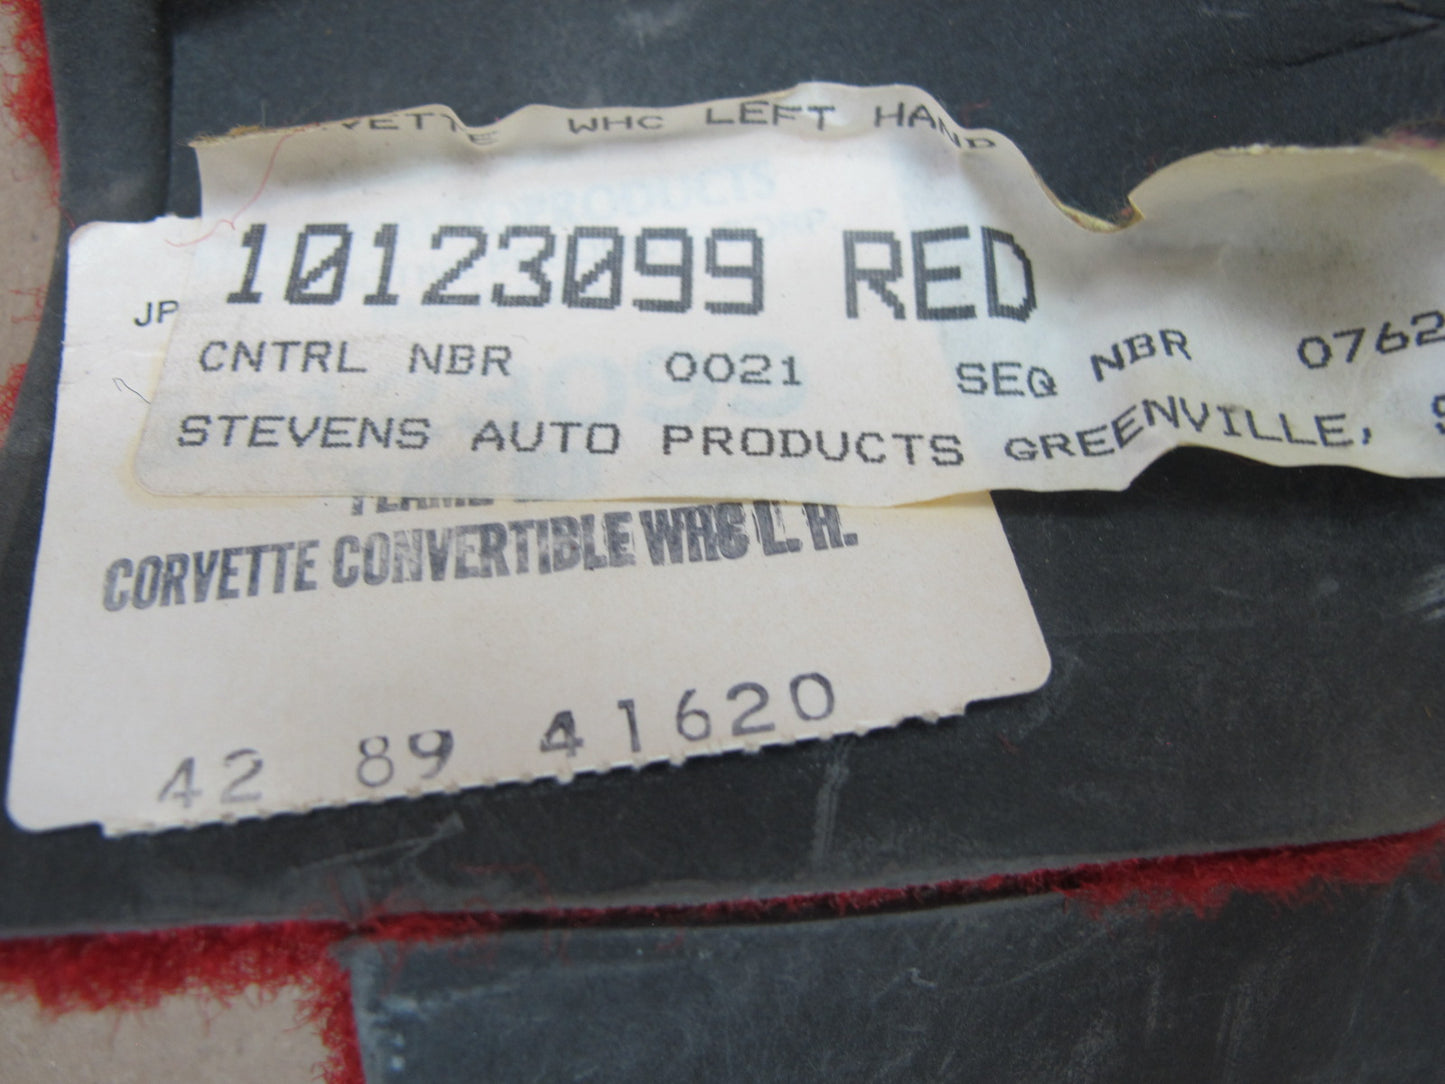 WHC LEFT HAND
10123099 RED
JP
CNTRL NBR 0021 SEQ NBR 0762
STEVENS AUTO PRODUCTS GREENVILLE,
CORVETTE CONVERTIBLE WHC L. H.
42 89 41620